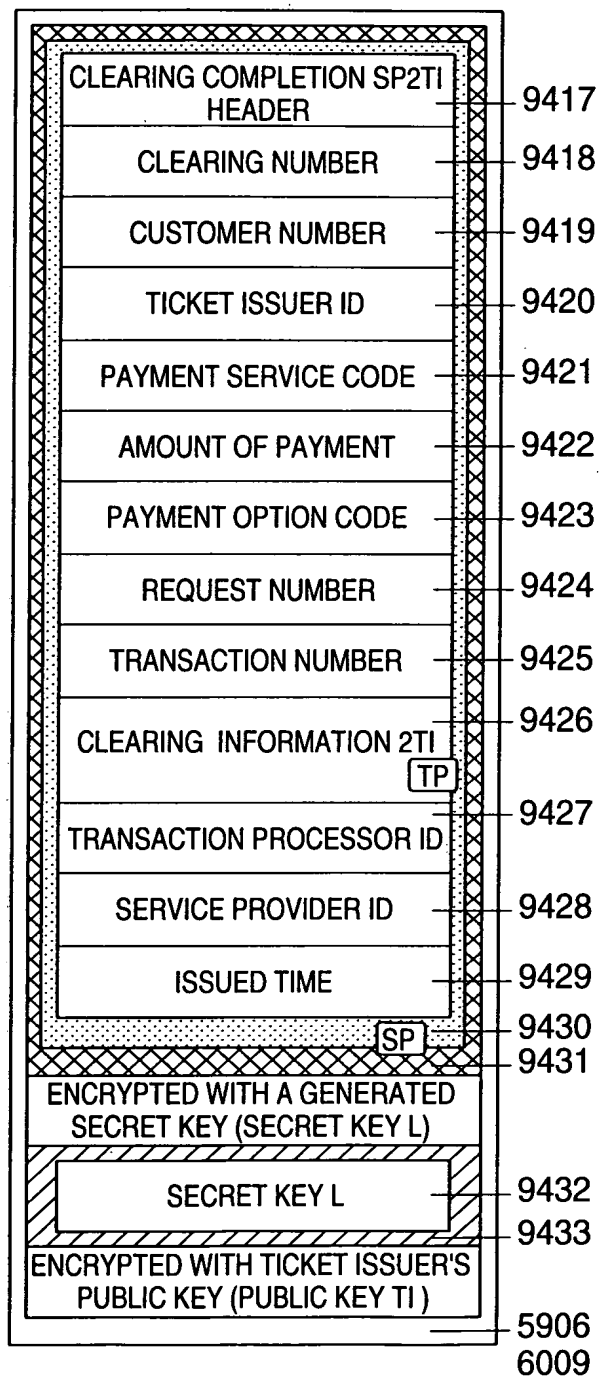 CLEARING COMPLETION SP2TI
HEADER
9417
CLEARING NUMBER
9418
CUSTOMER NUMBER
9419
TICKET ISSUER ID
9420
PAYMENT SERVICE CODE
9421
AMOUNT OF PAYMENT
9422
PAYMENT OPTION CODE
9423
REQUEST NUMBER
9424
TRANSACTION NUMBER
9425
9426
CLEARING INFORMATION 2TI
TP
9427
TRANSACTION PROCESSOR ID
SERVICE PROVIDER ID
9428
ISSUED TIME
9429
SP
9430
9431
ENCRYPTED WITH A GENERATED
SECRET KEY (SECRET KEY L)
SECRET KEY L
9432
9433
ENCRYPTED WITH TICKET ISSUER'S
PUBLIC KEY (PUBLIC KEY TI )
5906
6009